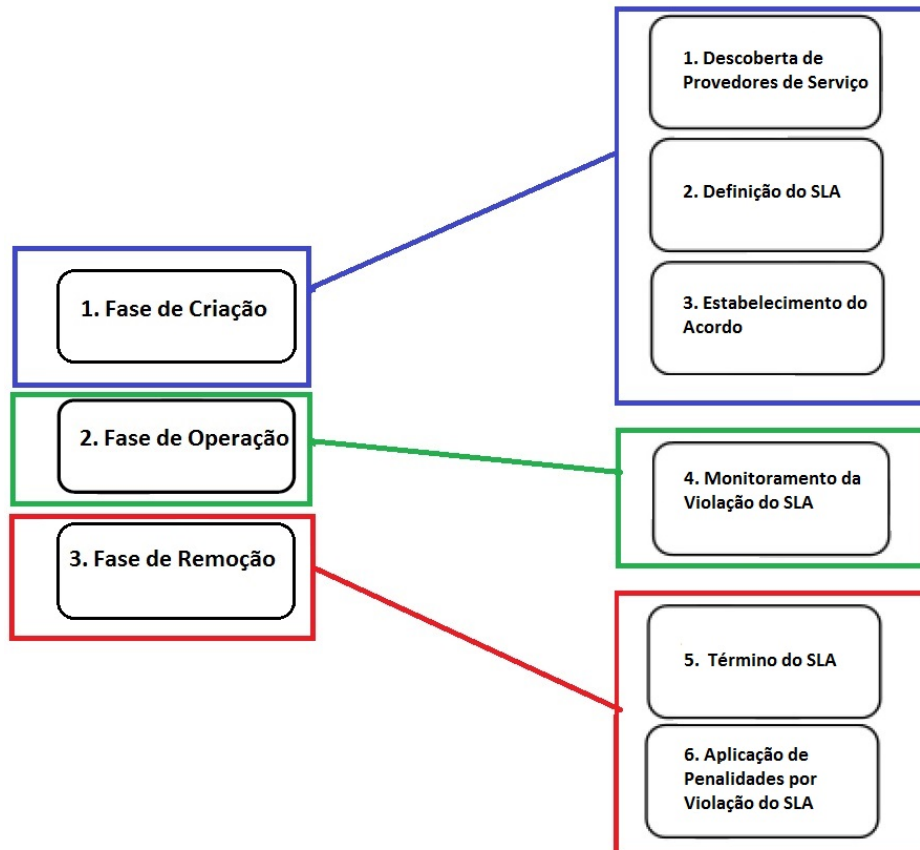 1. Fase de Criação
2. Fase de Operação
3. Fase de Remoção
1. Descoberta de
Provedores de Serviço
2. Definição do SLA
3. Estabelecimento do
Acordo
4. Monitoramento da
Violação do SLA
5. Término do SLA
6. Aplicação de
Penalidades por
Violação do SLA